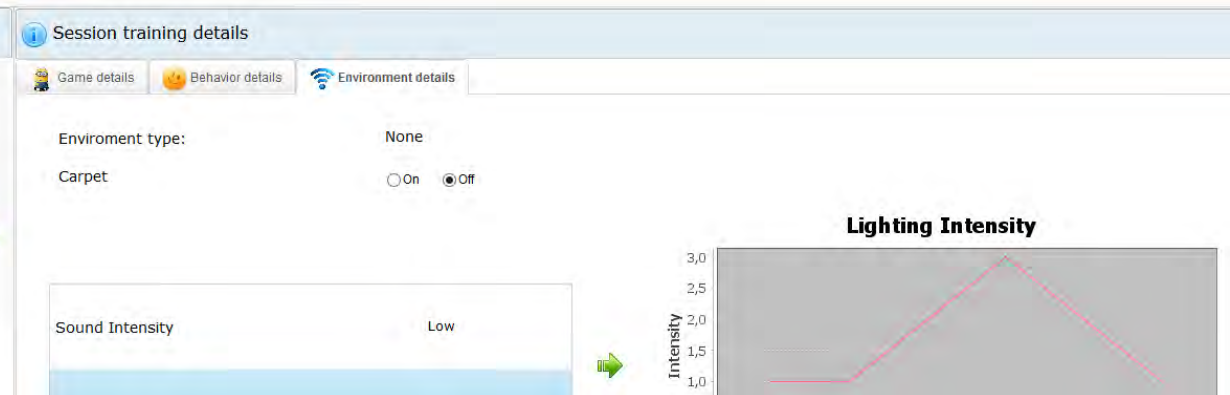 Session training details
Game details Behavior details Environment details
Enviroment type: None
Carpet On Off
Lighting Intensity
3,0
2,5
2,0
1,5
1,0
Intensity
Sound Intensity Low